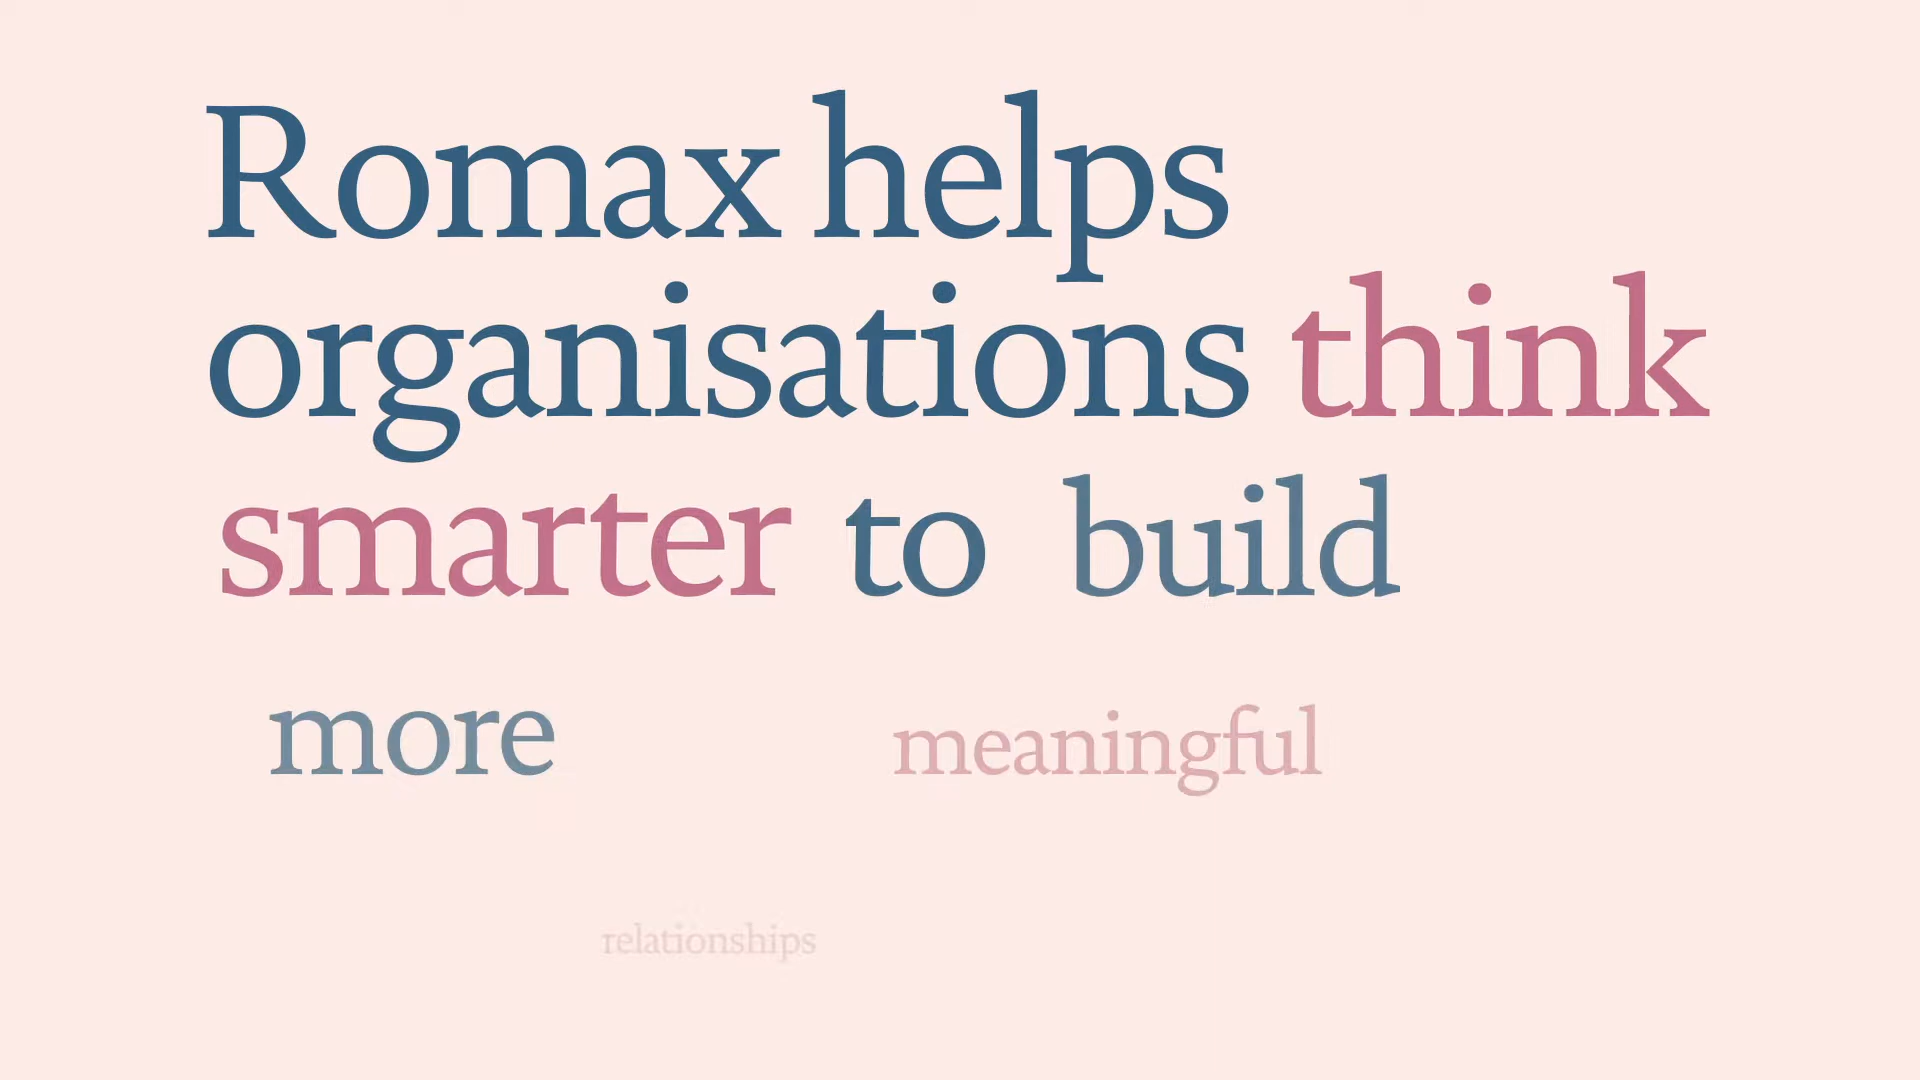 Romax helps
organisations think
smarter to build
more meaningful
relationships